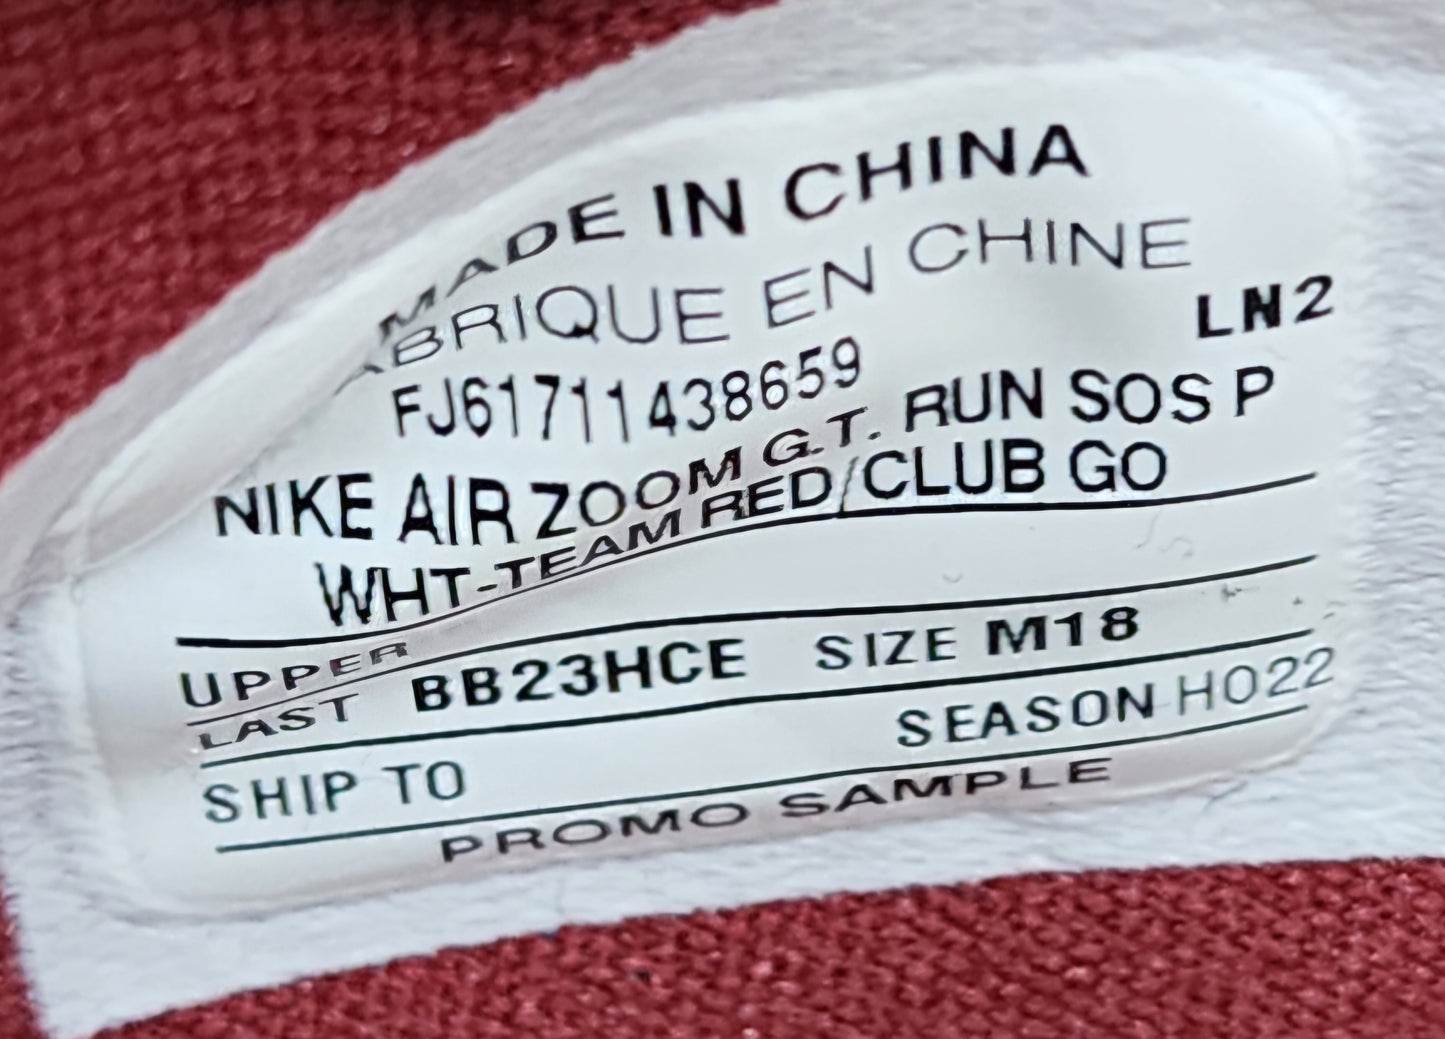 MADE IN CHINA
ABRIQUE EN CHINE
LN2
FJ61711438659
NIKE AIR ZOOM G.T. RUN SOS P
WHT-TEAM RED/CLUB GO
UPPER
LAST BB23HCE SIZE M18
SEASON HO22
SHIP TO
PROMO SAMPLE